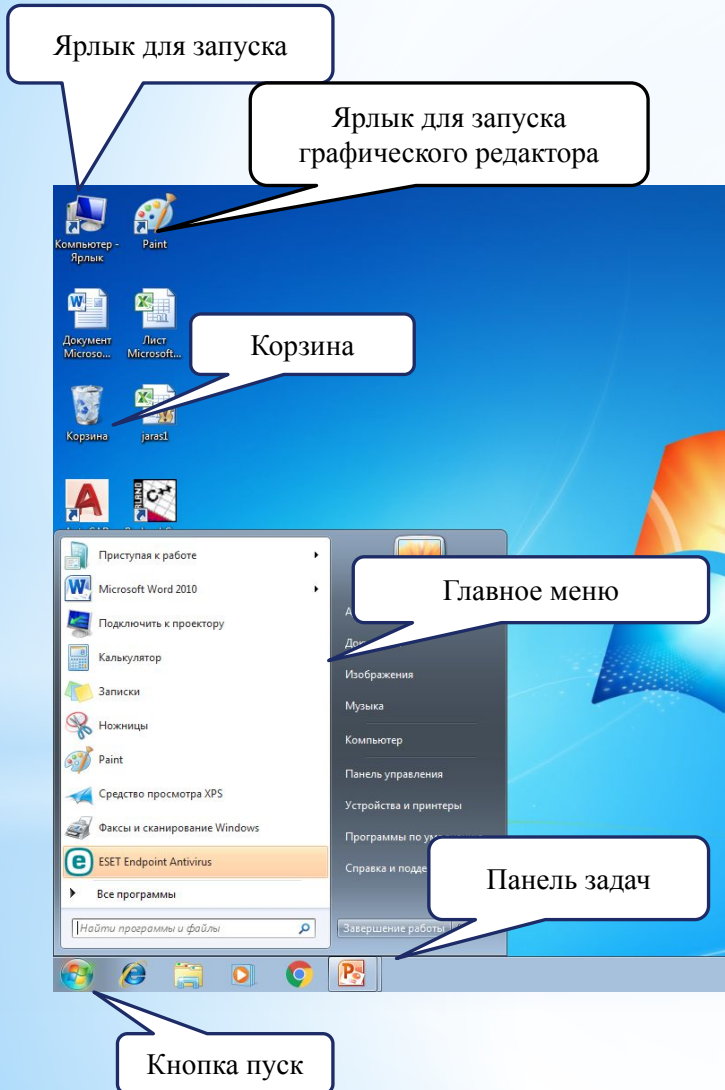 Ярлык для запуска
Ярлык для запуска
графического редактора
Компьютер -
Ярлык
Paint
Документ
Microso...
Лист
Microsoft...
Корзина
Корзина
jaras1
Приступая к работе
Microsoft Word 2010
Подключить к проектору
Калькулятор
Записки
Ножницы
Paint
Средство просмотра XPS
Факсы и сканирование Windows
ESET Endpoint Antivirus
Все программы
Найти программы и файлы
Главное меню
Изображения
Музыка
Компьютер
Панель управления
Устройства и принтеры
Программы по
Справка и
Завершение работы
Панель задач
Кнопка пуск